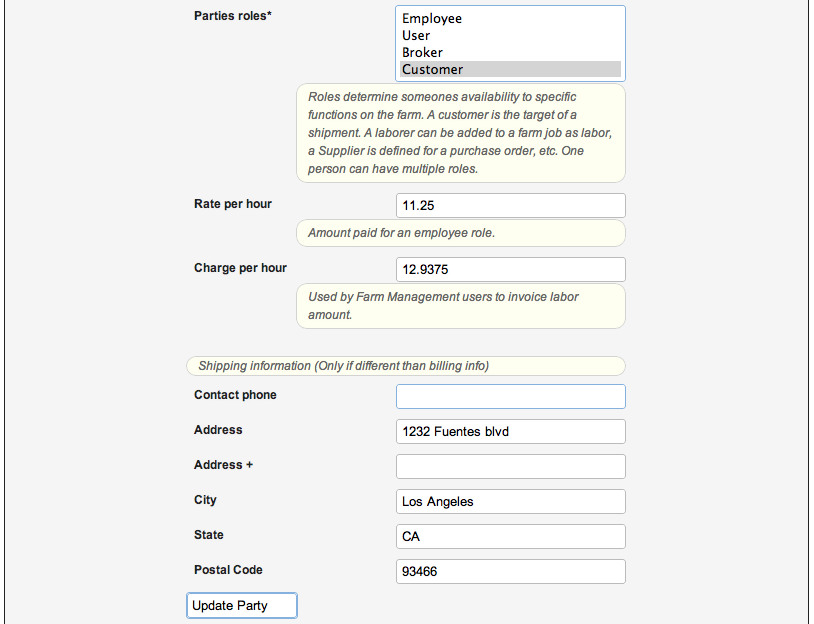 Parties roles*
Employee
User
Broker
Customer
Roles determine someones availability to specific
functions on the farm. A customer is the target of a
shipment. A laborer can be added to a farm job as labor,
a Supplier is defined for a purchase order, etc. One
person can have multiple roles.
Rate per hour
11.25
Amount paid for an employee role.
Charge per hour
12.9375
Used by Farm Management users to invoice labor
amount.
Shipping information (Only if different than billing info)
Contact phone
Address
1232 Fuentes blvd
Address +
City
Los Angeles
State
CA
Postal Code
93466
Update Party